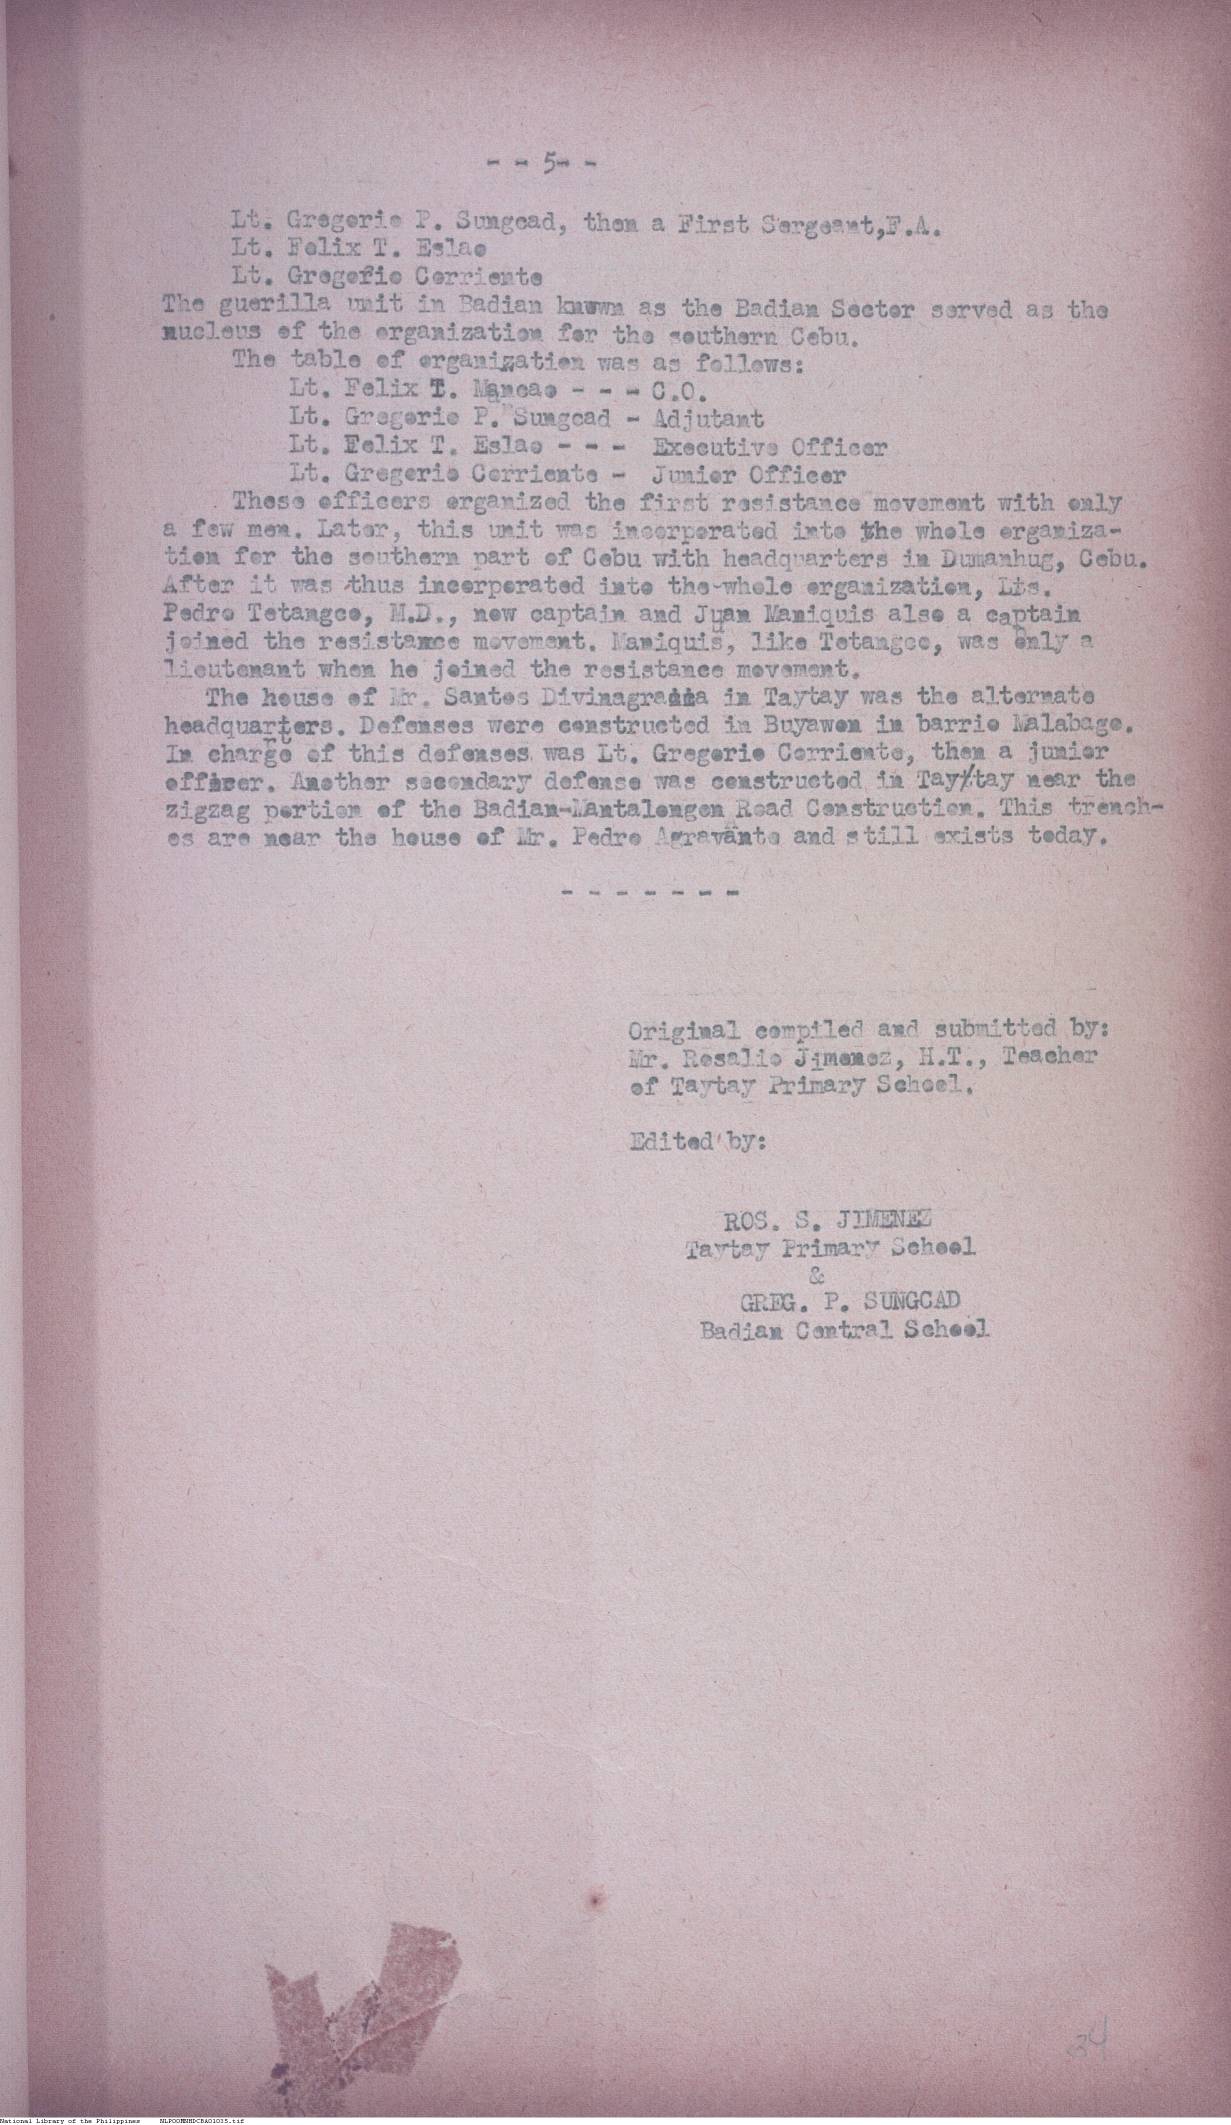 - - 5- -
Lt. Gregorio P. Sungcad, then a First Sergeant,F.A.
Lt. Felix T. Eslao
Lt. Gregorio Corriente
The guerilla unit in Badian known as the Badian Sector served as the
nucleus of the organization for the southern Cebu.
The table of organization was as follows:
Lt. Felix T. Mancao - - - C.O.
Lt. Gregorio P. Sungcad - Adjutant
Lt. Felix T. Eslao - - - Executive Officer
Lt. Gregorio Corriente - Junior Officer
These officers organized the first resistance movement with only
a few men. Later, this unit was incorporated into the whole organiza-
tion for the southern part of Cebu with headquarters in Dumanhug, Cebu.
After it was thus incorporated into the whole organization, Lts.
Pedro Tetangco, M.D., now captain and Juan Maniquis also a captain
joined the resistance movement. Maniquis, like Tetangco, was only a
lieutenant when he joined the resistance movement.
The house of Mr. Santos Divinagracia in Taytay was the alternate
headquarters. Defenses were constructed in Buyawon in barrio Malabago.
In charge of this defenses was Lt. Gregorio Corriente, then a junior
officer. Another secondary defense was constructed in Tay/tay near the
zigzag portion of the Badian-Mantalongon Road Construction. This trench-
es are near the house of Mr. Pedro Agravante and still exists today.
- - - - - - -
Original compiled and submitted by:
Mr. Rosalio Jimenez, H.T., Teacher
of Taytay Primary School.
Edited by:
ROS. S. JIMENEZ
Taytay Primary School
&
GREG. P. SUNGCAD
Badian Central School
34
National Library of the Philippines NLPOOMNHDCBA01035.tif